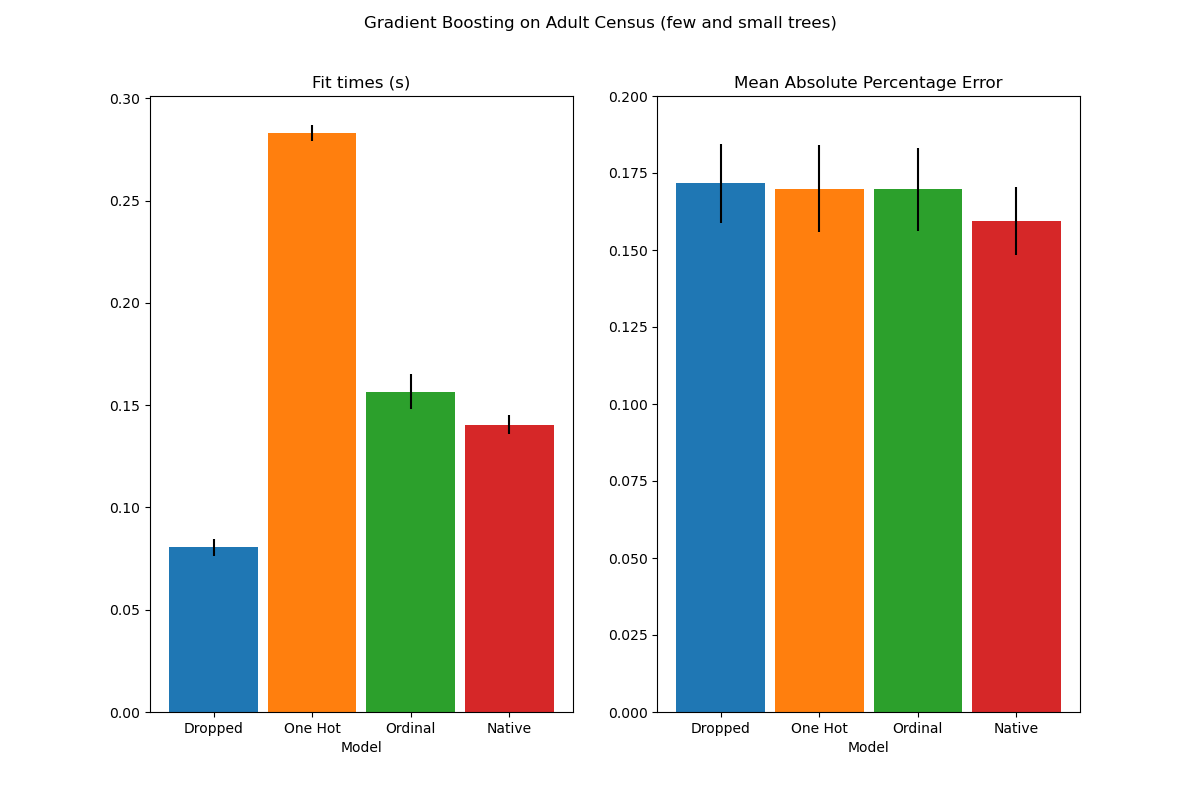 Gradient Boosting on Adult Census (few and small trees)
Fit times (s)
0.30
0.25
0.20
0.15
0.10
0.05
0.00
Dropped One Hot Ordinal Native
Model
Mean Absolute Percentage Error
0.200
0.175
0.150
0.125
0.100
0.075
0.050
0.025
0.000
Dropped One Hot Ordinal Native
Model